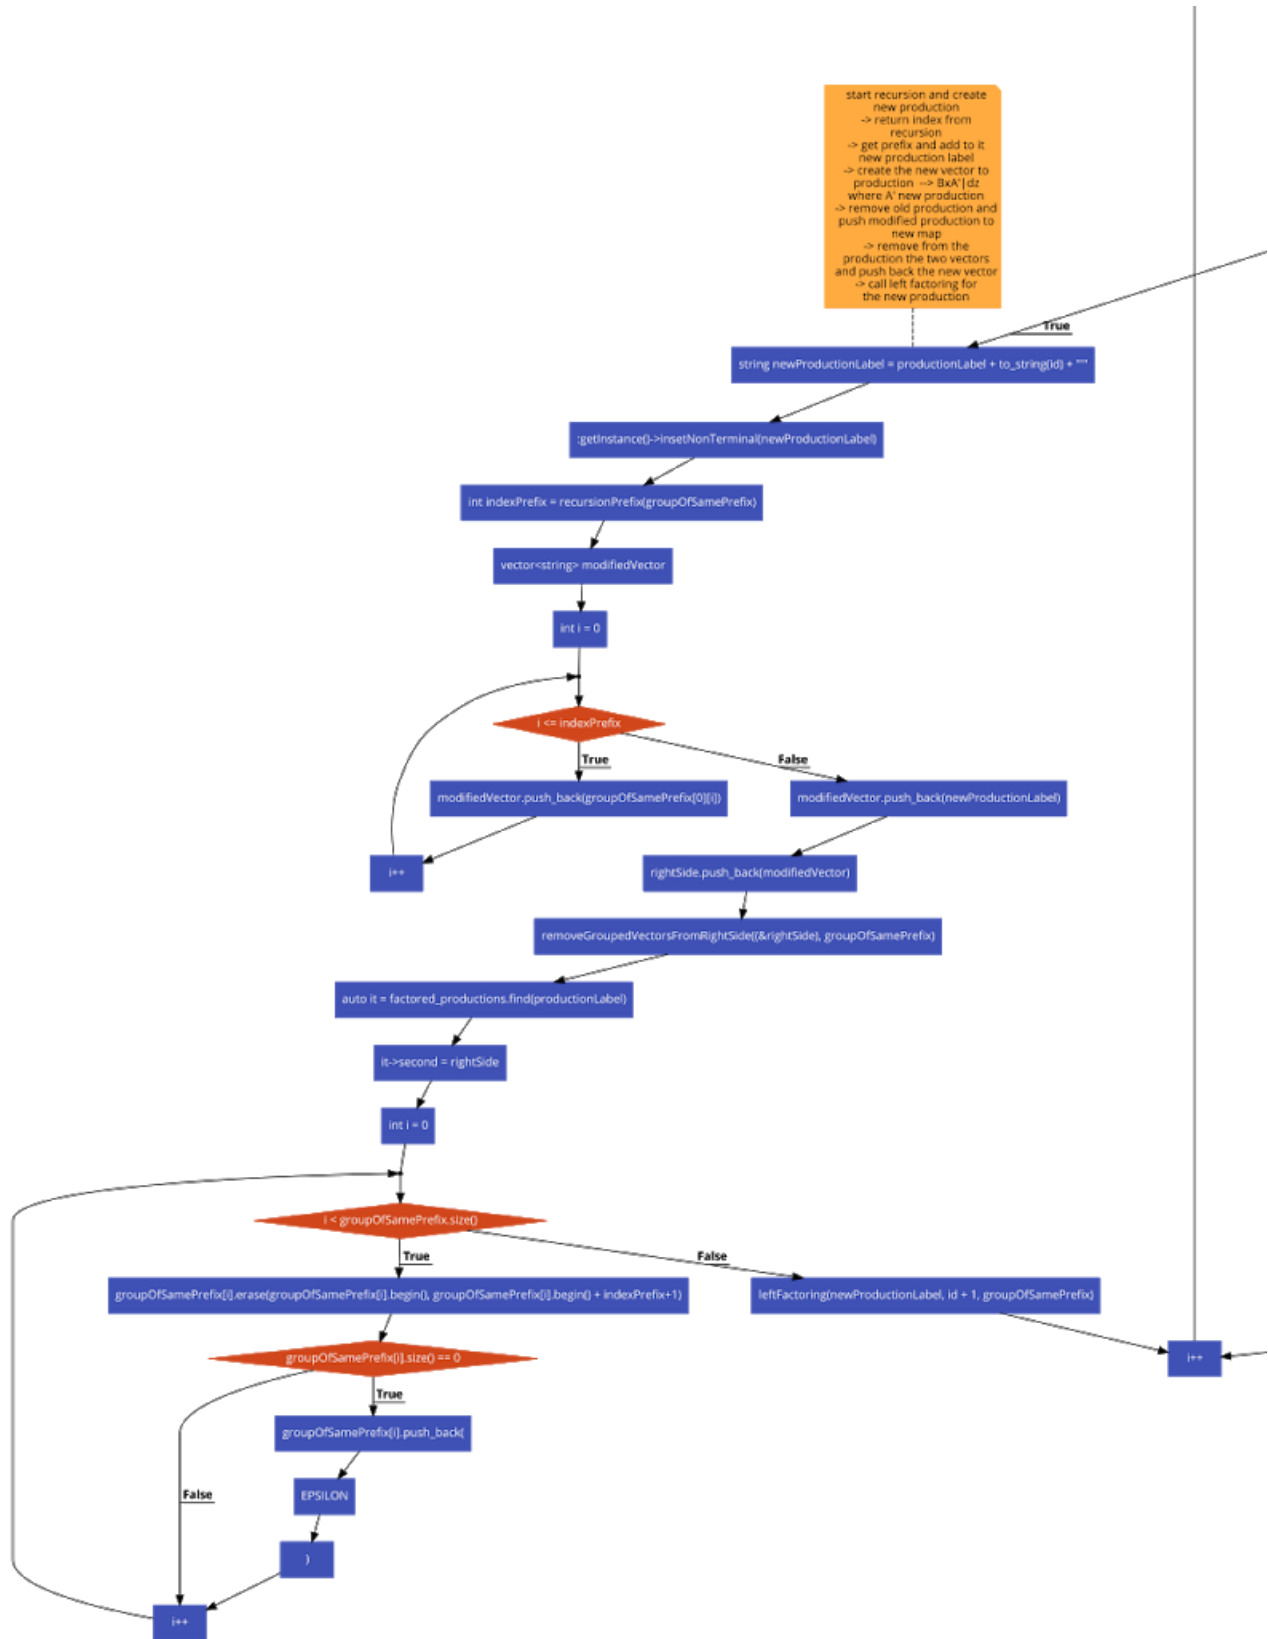 start recursion and create
new production
-> return index from
recursion
-> get prefix and add to it
new production label
-> create the new vector to
production --> BxA'|dz
where A' new production
-> remove old production and
push modified production to
new map
-> remove from the
production the two vectors
and push back the new vector
-> call left factoring for
the new production
True
string newProductionLabel = productionLabel + to_string(id) + "'"
:getInstance()->insetNonTerminal(newProductionLabel)
int indexPrefix = recursionPrefix(groupOfSamePrefix)
vector<string> modifiedVector
int i = 0
i <= indexPrefix
True
False
modifiedVector.push_back(groupOfSamePrefix[0][i])
modifiedVector.push_back(newProductionLabel)
i++
rightSide.push_back(modifiedVector)
removeGroupedVectorsFromRightSide((&rightSide), groupOfSamePrefix)
auto it = factored_productions.find(productionLabel)
it->second = rightSide
int i = 0
i < groupOfSamePrefix.size()
True
False
groupOfSamePrefix[i].erase(groupOfSamePrefix[i].begin(), groupOfSamePrefix[i].begin() + indexPrefix+1)
leftFactoring(newProductionLabel, id + 1, groupOfSamePrefix)
groupOfSamePrefix[i].size() == 0
i++
True
groupOfSamePrefix[i].push_back(
False
EPSILON
)
i++